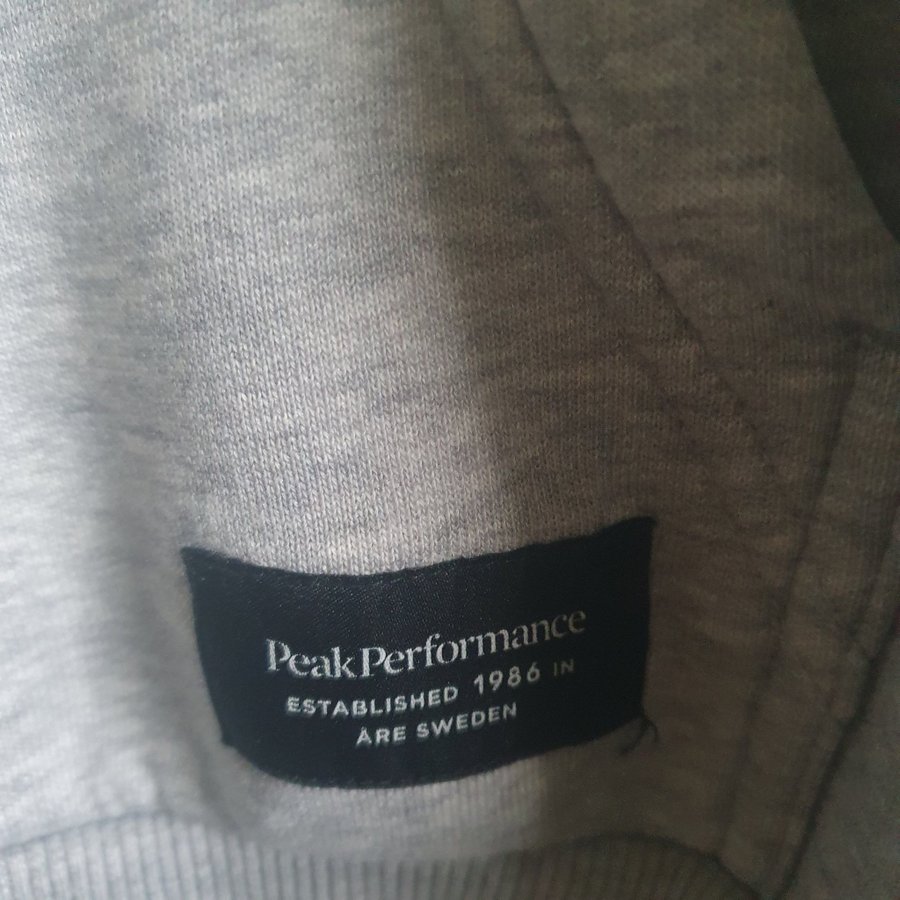 PeakPerformance
ESTABLISHED 1986 IN
ÅRE SWEDEN